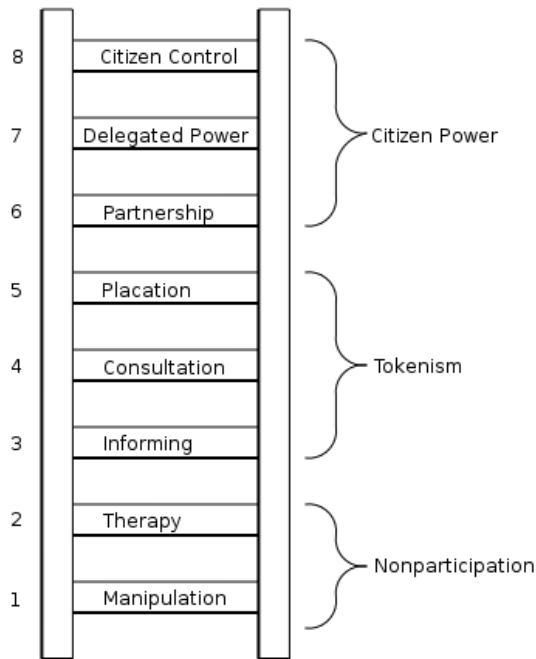 8 Citizen Control
7 Delegated Power Citizen Power
6 Partnership
5 Placation
4 Consultation Tokenism
3 Informing
2 Therapy
Nonparticipation
1 Manipulation